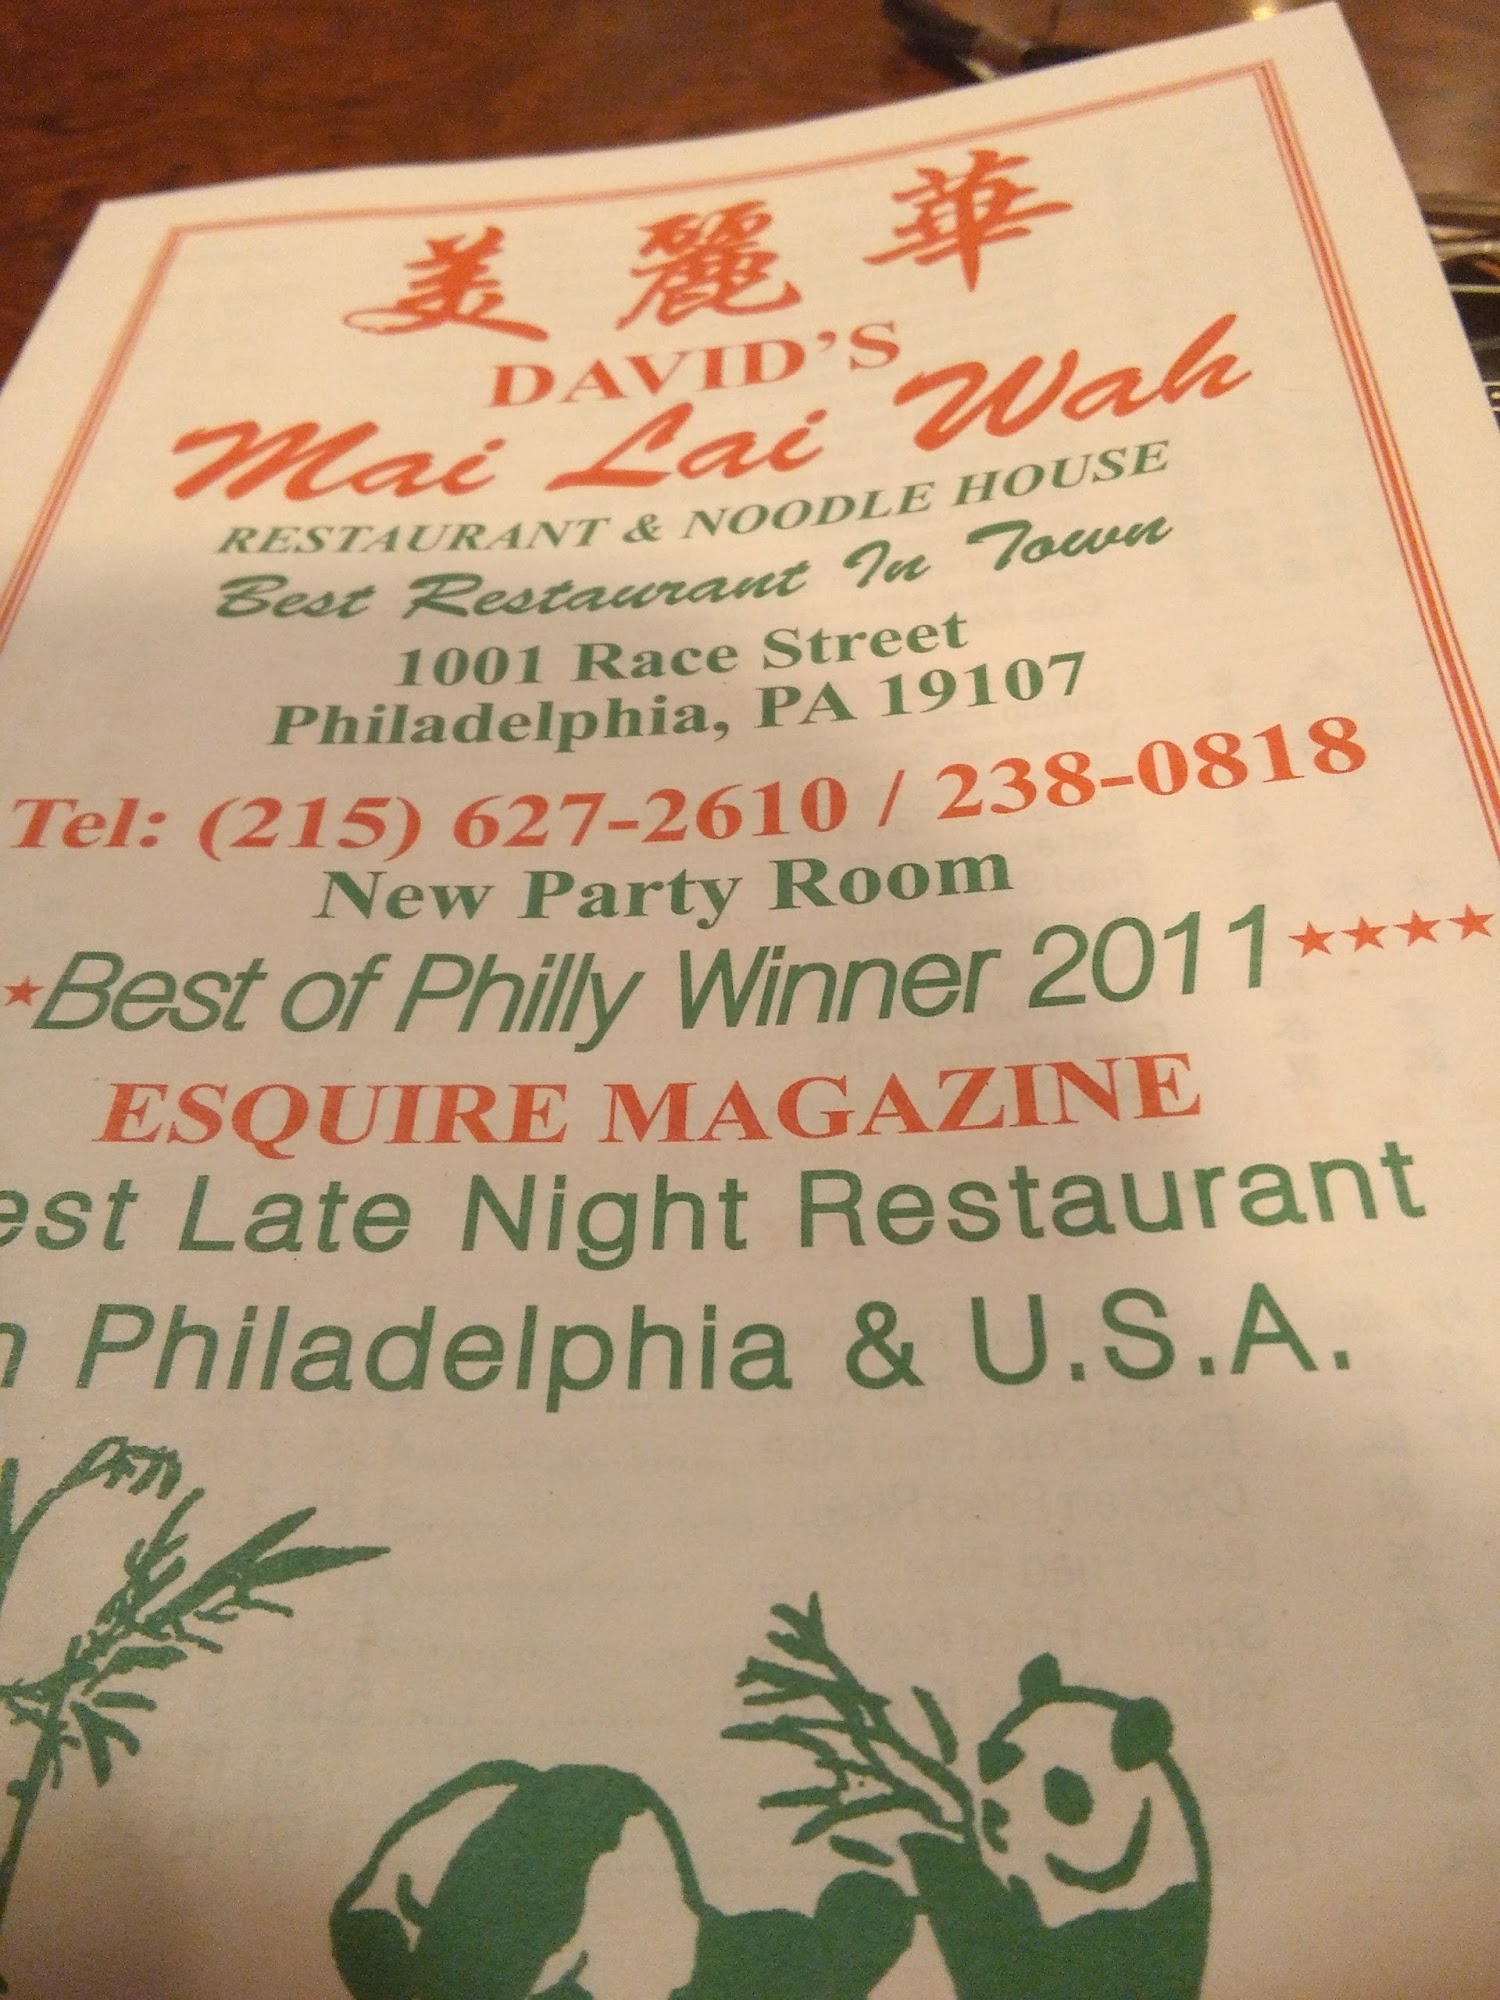 美麗華
DAVID'S
Mai Lai Wah
RESTAURANT & NOODLE HOUSE
Best Restaurant In Town
1001 Race Street
Philadelphia, PA 19107
Tel: (215) 627-2610 / 238-0818
New Party Room
★Best of Philly Winner 2011★★★★
ESQUIRE MAGAZINE
est Late Night Restaurant
n Philadelphia & U.S.A.